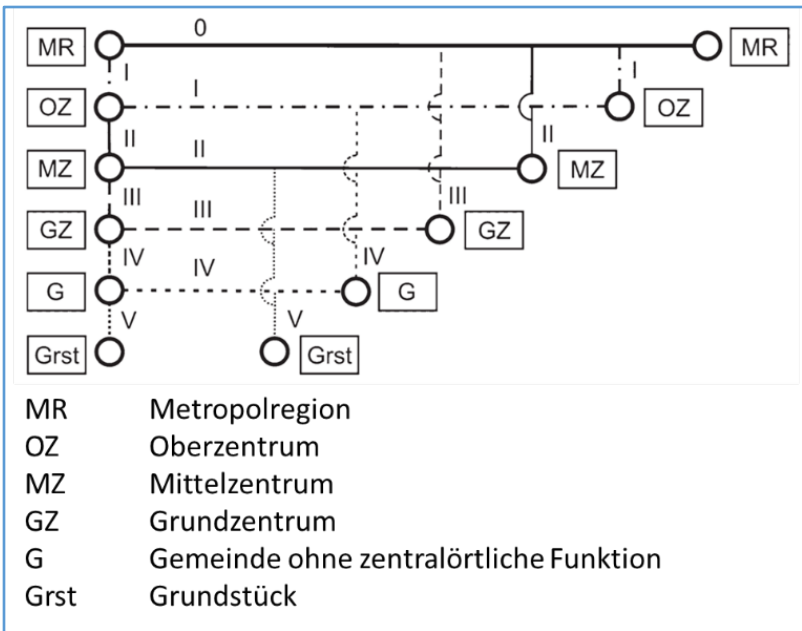 0
MR MR
I I I
OZ OZ
II II II
MZ MZ
III III III
GZ GZ
IV IV IV
G G
V V
Grst Grst
MR Metropolregion
OZ Oberzentrum
MZ Mittelzentrum
GZ Grundzentrum
G Gemeinde ohne zentralörtliche Funktion
Grst Grundstück